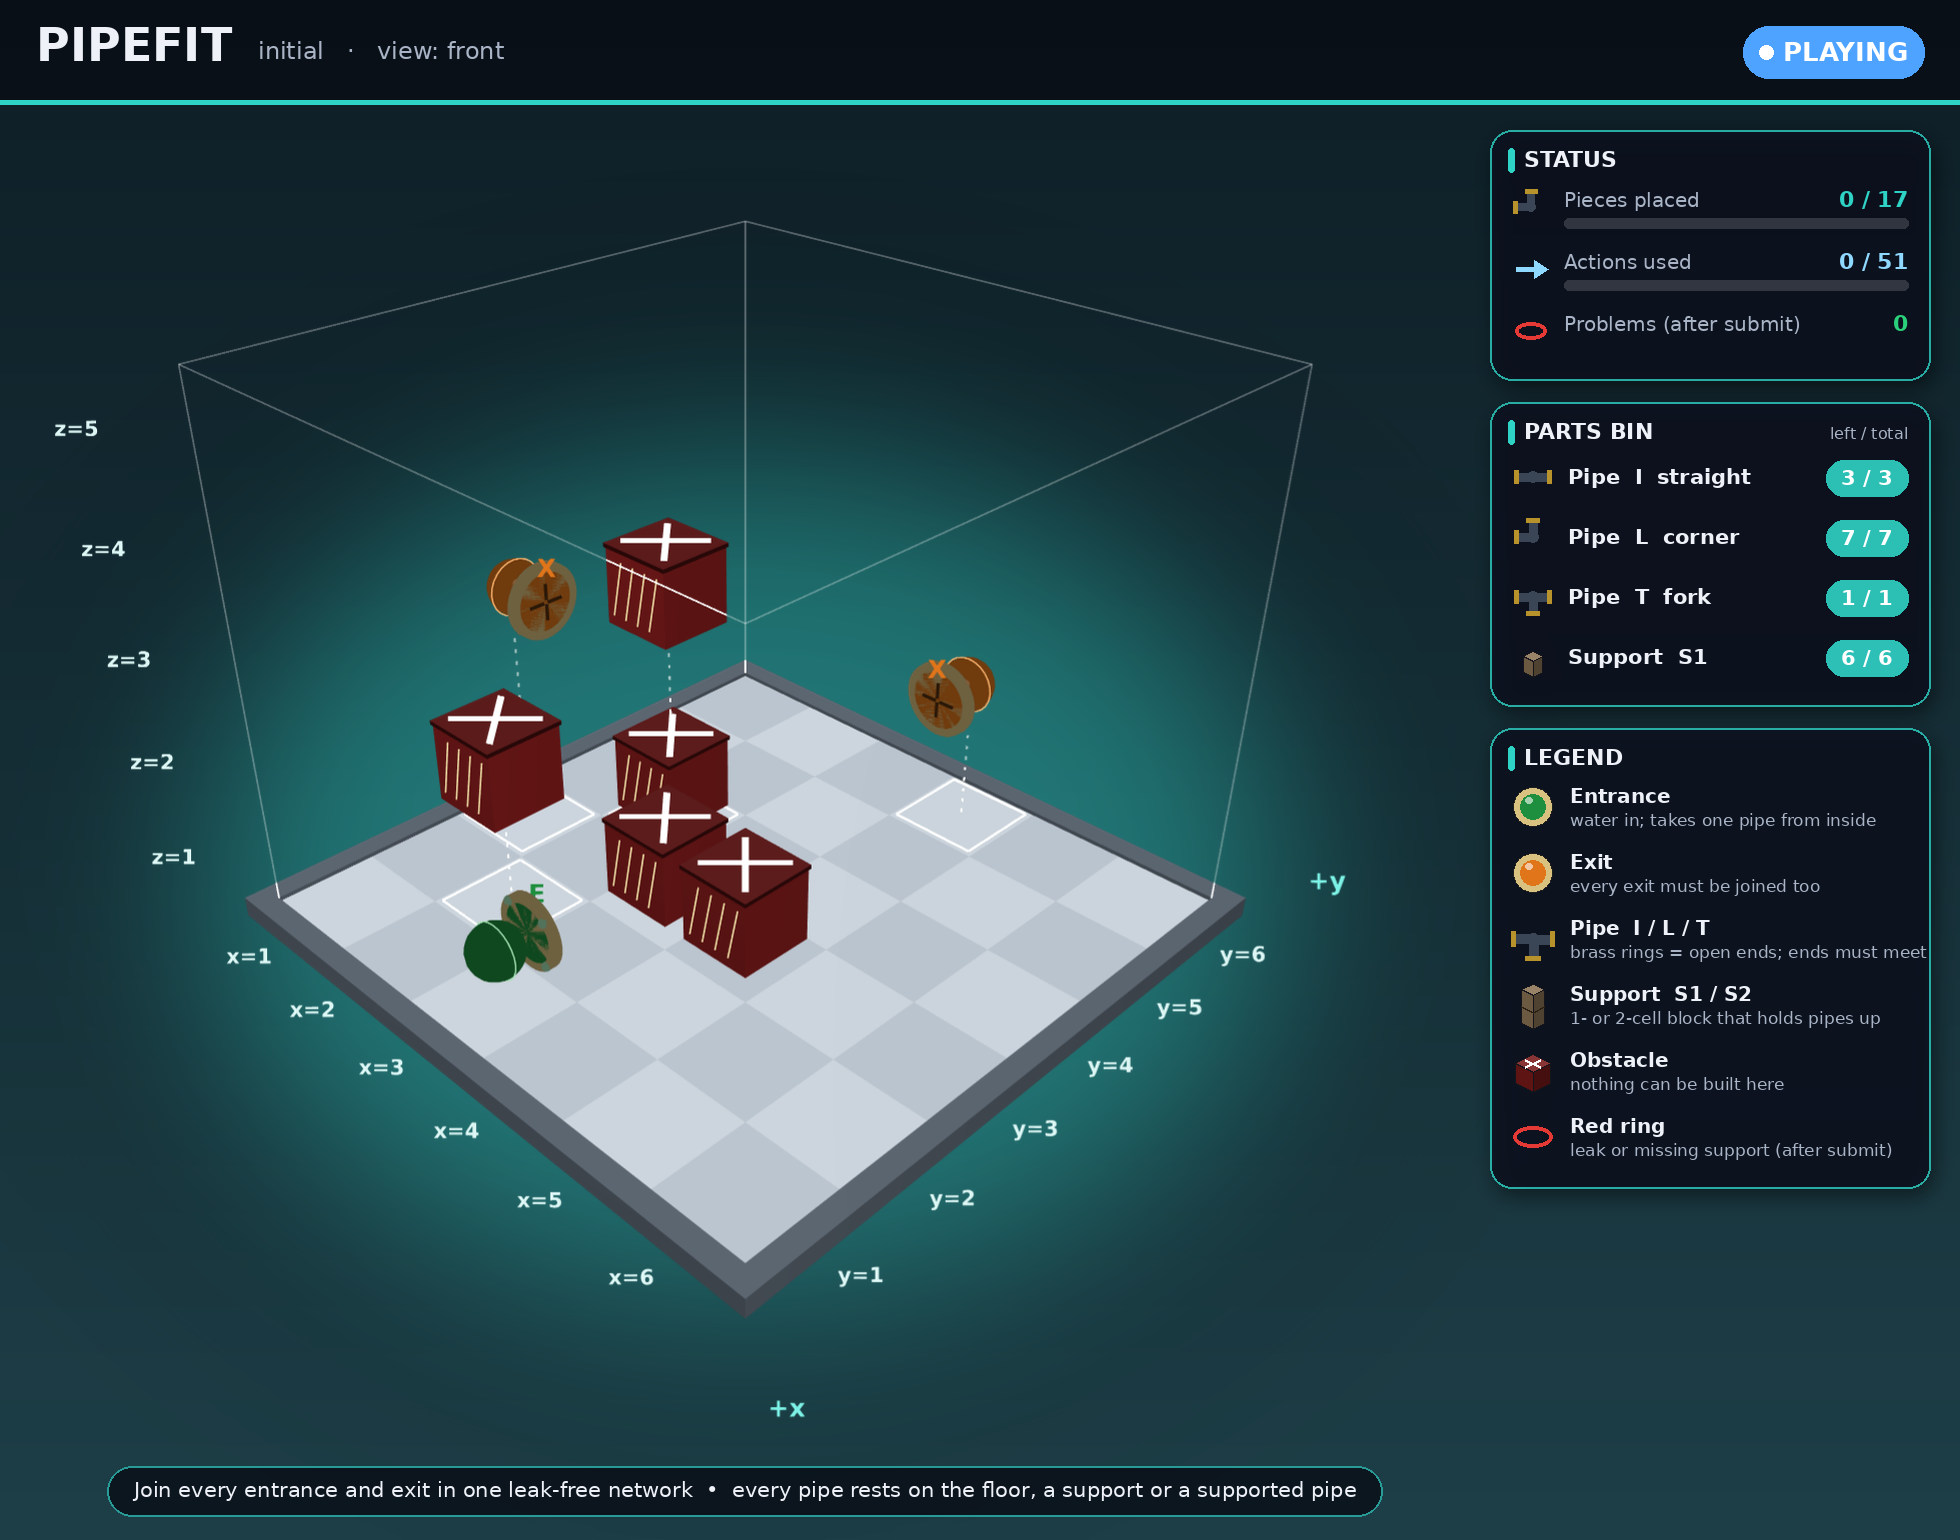 PIPEFIT initial · view: front
PLAYING
STATUS
Pieces placed 0 / 17
Actions used 0 / 51
Problems (after submit) 0
PARTS BIN left / total
Pipe I straight 3 / 3
Pipe L corner 7 / 7
Pipe T fork 1 / 1
Support S1 6 / 6
LEGEND
Entrance
water in; takes one pipe from inside
Exit
every exit must be joined too
Pipe I / L / T
brass rings = open ends; ends must meet
Support S1 / S2
1- or 2-cell block that holds pipes up
Obstacle
nothing can be built here
Red ring
leak or missing support (after submit)
z=5
z=4
z=3
z=2
z=1
X
X
E
x=1
x=2
x=3
x=4
x=5
x=6
+y
y=6
y=5
y=4
y=3
y=2
y=1
+x
Join every entrance and exit in one leak-free network • every pipe rests on the floor, a support or a supported pipe